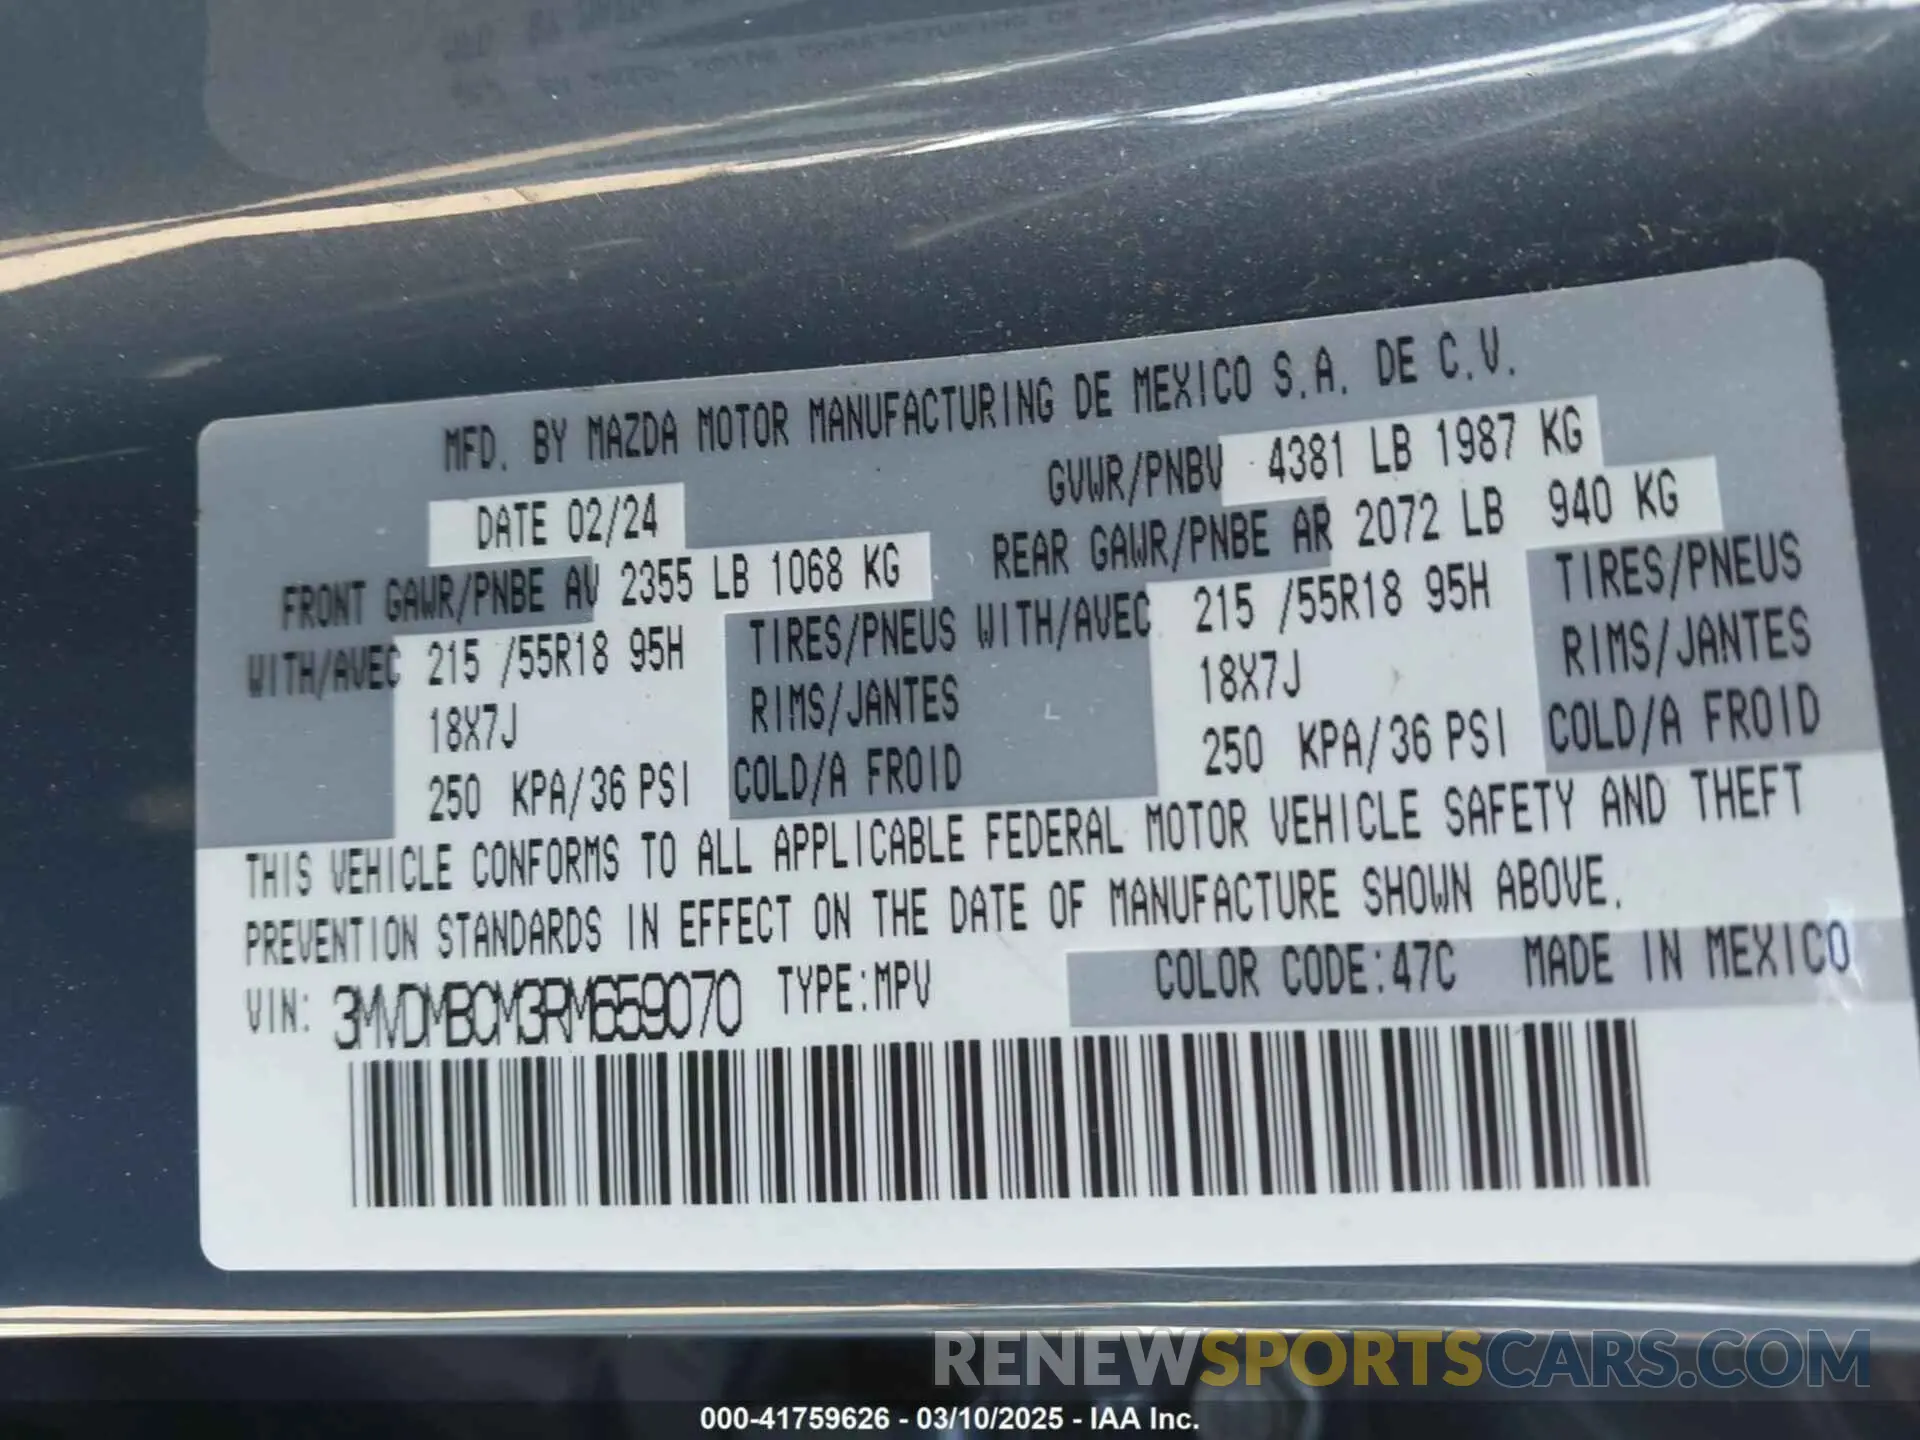 MFD. BY MAZDA MOTOR MANUFACTURING DE MEXICO S.A. DE C.V.
DATE 02/24 GVWR/PNBV 4381 LB 1987 KG
FRONT GAWR/PNBE AV 2355 LB 1068 KG REAR GAWR/PNBE AR 2072 LB 940 KG
WITH/AVEC 215 /55R18 95H TIRES/PNEUS WITH/AVEC 215 /55R18 95H TIRES/PNEUS
18X7J RIMS/JANTES 18X7J RIMS/JANTES
250 KPA/36 PSI COLD/A FROID 250 KPA/36 PSI COLD/A FROID
THIS VEHICLE CONFORMS TO ALL APPLICABLE FEDERAL MOTOR VEHICLE SAFETY AND THEFT
PREVENTION STANDARDS IN EFFECT ON THE DATE OF MANUFACTURE SHOWN ABOVE.
VIN: 3MVDMBCM3RM659070 TYPE:MPV COLOR CODE:47C MADE IN MEXICO
RENEWSPORTSCARS.COM
000-41759626 - 03/10/2025 - IAA Inc.